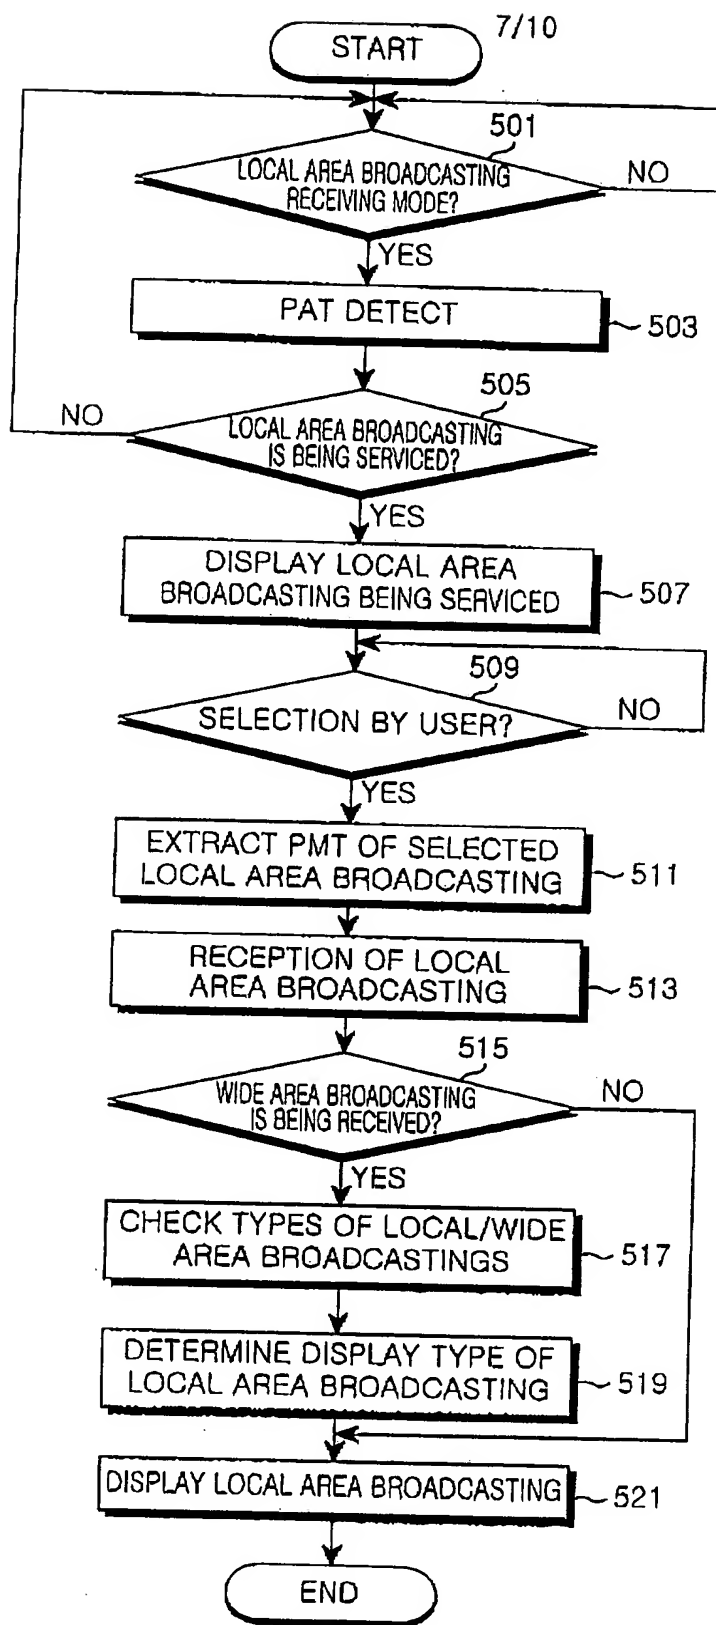 7/10
START
501
LOCAL AREA BROADCASTING
RECEIVING MODE?
NO
YES
PAT DETECT
503
505
NO
LOCAL AREA BROADCASTING
IS BEING SERVICED?
YES
DISPLAY LOCAL AREA
BROADCASTING BEING SERVICED
507
509
SELECTION BY USER?
NO
YES
EXTRACT PMT OF SELECTED
LOCAL AREA BROADCASTING
511
RECEPTION OF LOCAL
AREA BROADCASTING
513
515
WIDE AREA BROADCASTING
IS BEING RECEIVED?
NO
YES
CHECK TYPES OF LOCAL/WIDE
AREA BROADCASTINGS
517
DETERMINE DISPLAY TYPE OF
LOCAL AREA BROADCASTING
519
DISPLAY LOCAL AREA BROADCASTING
521
END